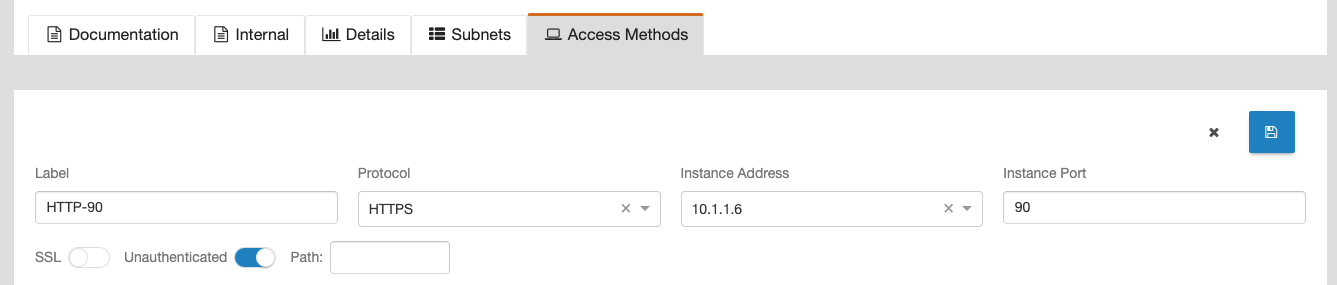 Documentation Internal Details Subnets Access Methods
Label Protocol Instance Address Instance Port
HTTP-90 HTTPS 10.1.1.6 90
SSL Unauthenticated Path: